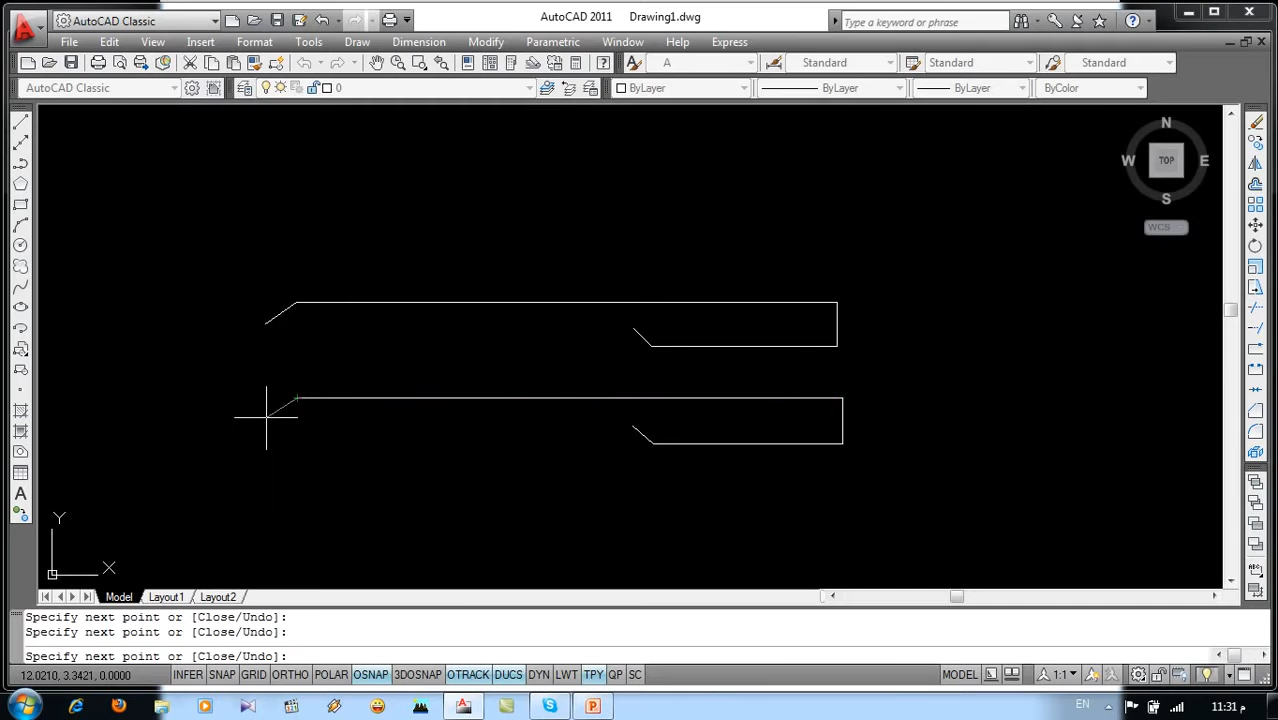 AutoCAD Classic
AutoCAD 2011 Drawing1.dwg
Type a keyword or phrase
File Edit View Insert Format Tools Draw Dimension Modify Parametric Window Help Express
A Standard Standard Standard
AutoCAD Classic 0 ByLayer ByLayer ByLayer ByColor
N
W TOP E
S
WCS
Y
X
Model Layout1 Layout2
Specify next point or [Close/Undo]:
Specify next point or [Close/Undo]:
Specify next point or [Close/Undo]:
12.0210, 3.3421, 0.0000 INFER SNAP GRID ORTHO POLAR OSNAP 3DOSNAP OTRACK DUCS DYN LWT TPY QP SC MODEL 1:1
EN 11:31 م